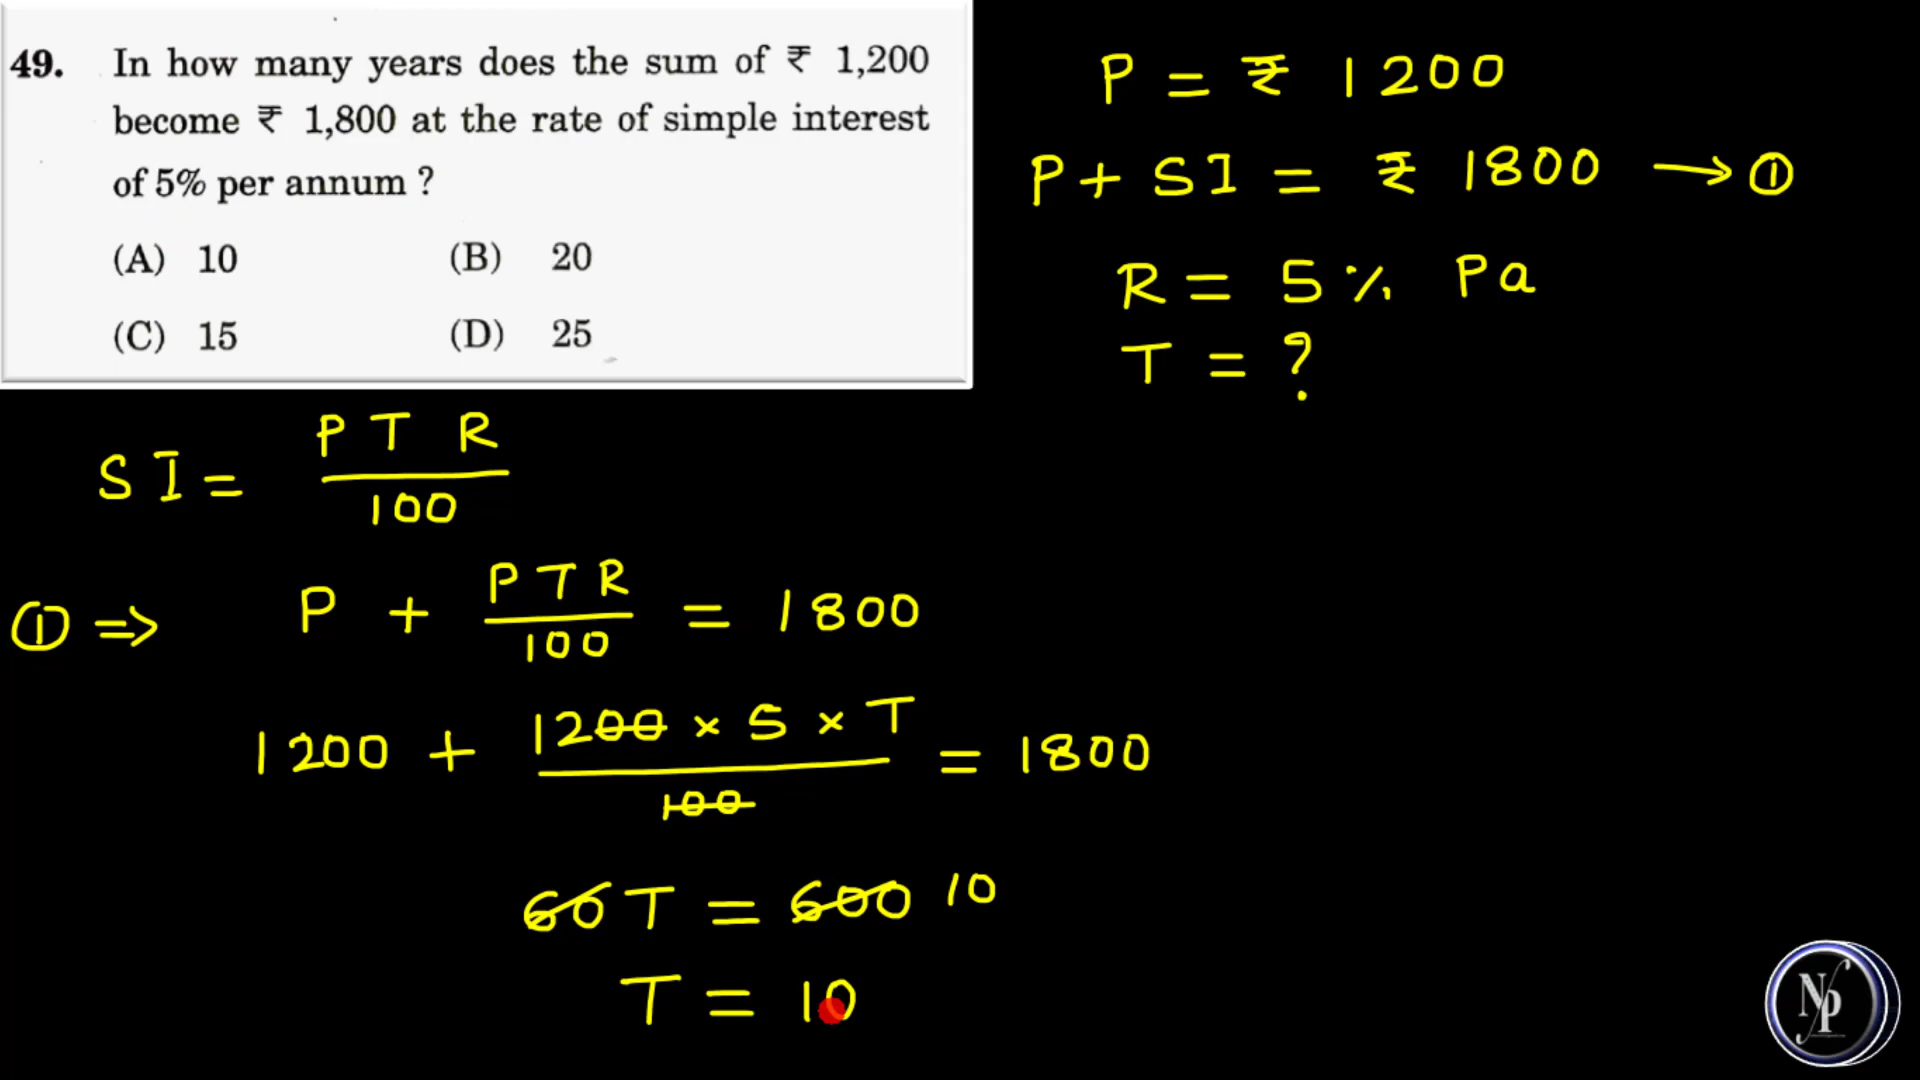 49. In how many years does the sum of ₹ 1,200
become ₹ 1,800 at the rate of simple interest
of 5% per annum ?
(A) 10 (B) 20
(C) 15 (D) 25
P = ₹ 1200
P + SI = ₹ 1800 → ①
R = 5 % Pa
T = ?
SI = PTR/100
① ⇒ P + PTR/100 = 1800
1200 + 1200 × 5 × T/100 = 1800
60T = 600 10
T = 10
NP